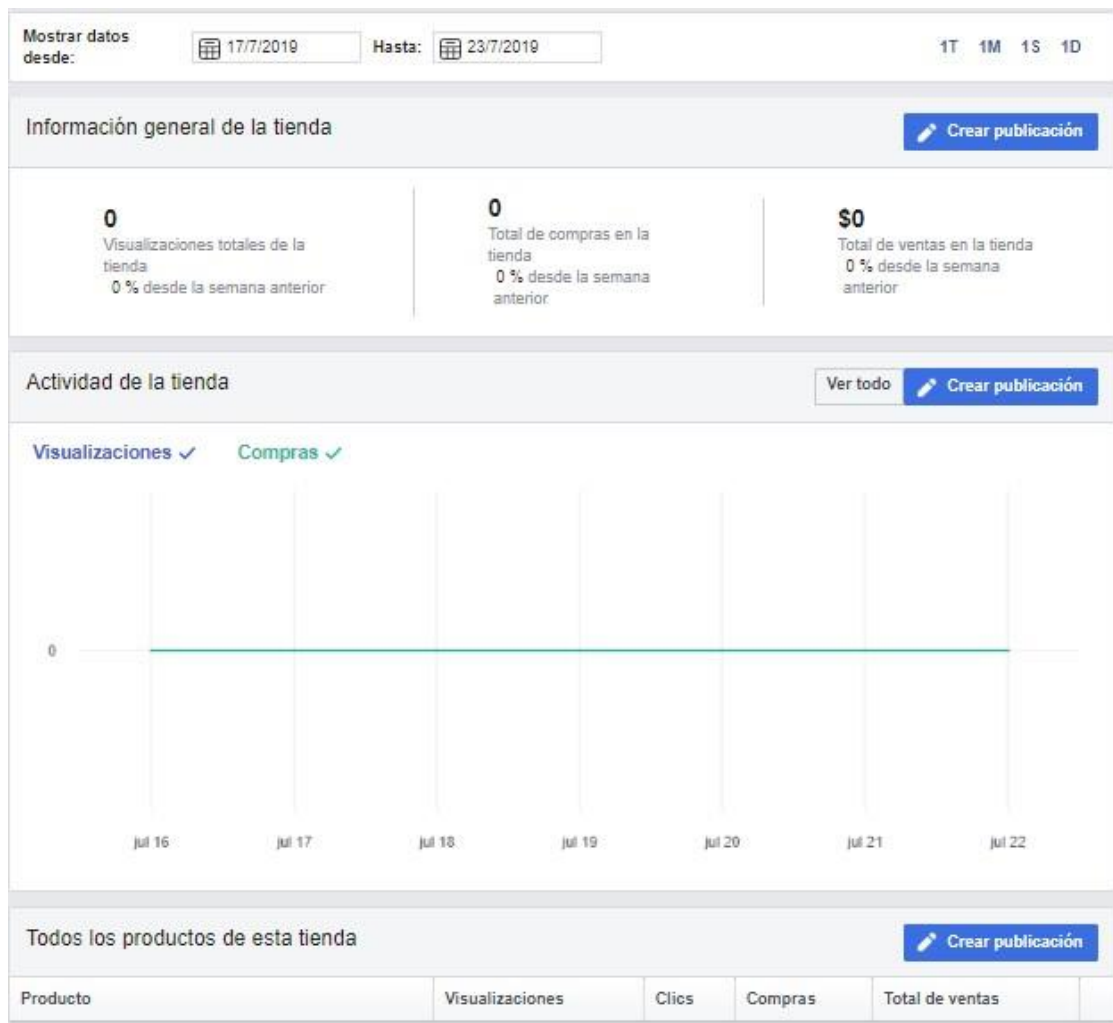 Mostrar datos
desde:
17/7/2019
Hasta:
23/7/2019
1T 1M 1S 1D
Información general de la tienda
Crear publicación
0
Visualizaciones totales de la
tienda
0 % desde la semana anterior
0
Total de compras en la
tienda
0 % desde la semana
anterior
$0
Total de ventas en la tienda
0 % desde la semana
anterior
Actividad de la tienda
Ver todo
Crear publicación
Visualizaciones
Compras
0
jul 16 jul 17 jul 18 jul 19 jul 20 jul 21 jul 22
Todos los productos de esta tienda
Crear publicación
Producto Visualizaciones Clics Compras Total de ventas